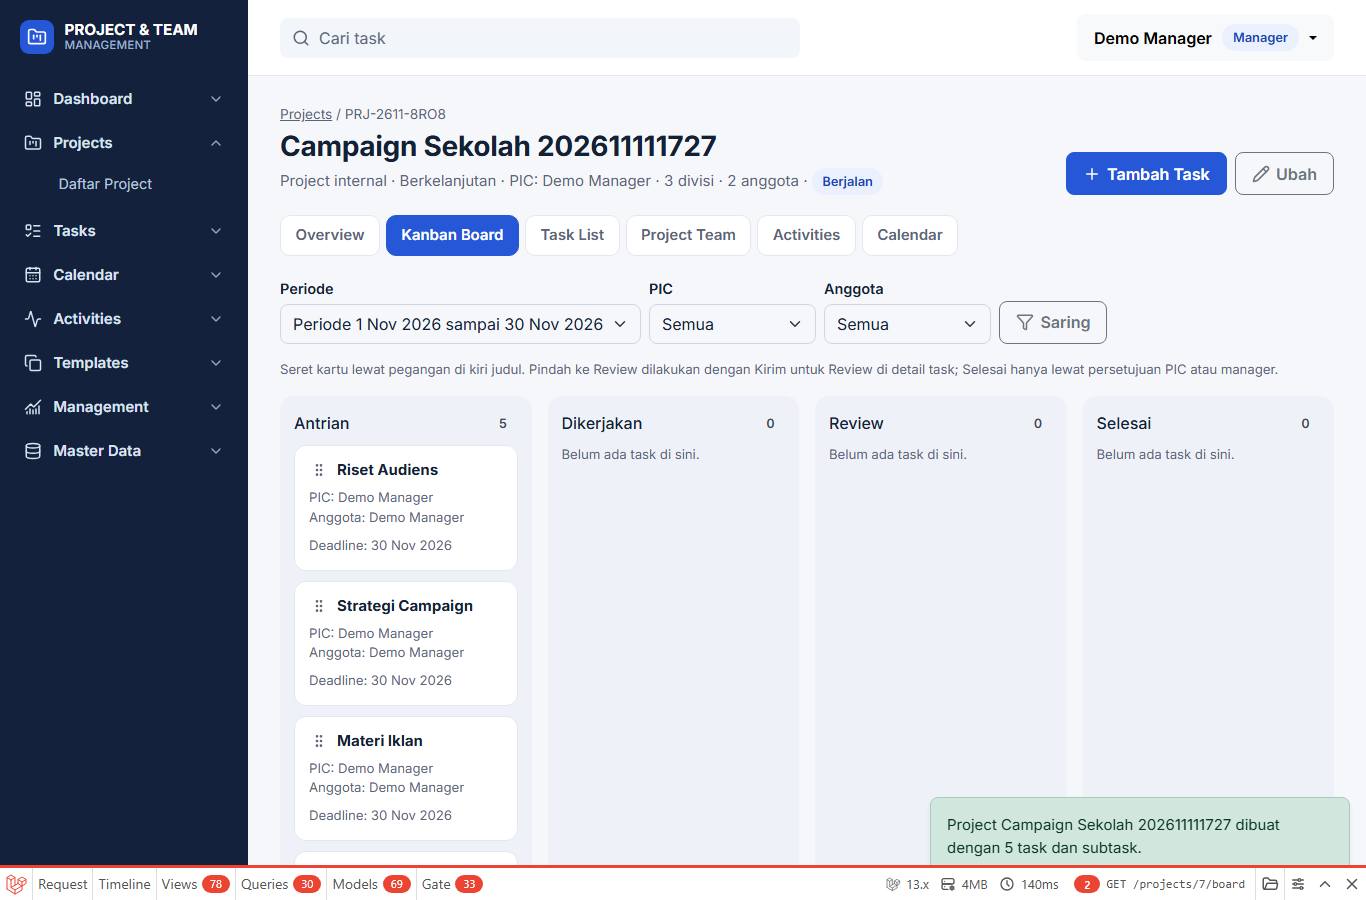 PROJECT & TEAM
MANAGEMENT
Cari task
Demo Manager Manager
Dashboard
Projects
Daftar Project
Tasks
Calendar
Activities
Templates
Management
Master Data
Projects / PRJ-2611-8RO8
Campaign Sekolah 202611111727
Project internal · Berkelanjutan · PIC: Demo Manager · 3 divisi · 2 anggota · Berjalan
Tambah Task
Ubah
Overview
Kanban Board
Task List
Project Team
Activities
Calendar
Periode
Periode 1 Nov 2026 sampai 30 Nov 2026
PIC
Semua
Anggota
Semua
Saring
Seret kartu lewat pegangan di kiri judul. Pindah ke Review dilakukan dengan Kirim untuk Review di detail task; Selesai hanya lewat persetujuan PIC atau manager.
Antrian 5
Riset Audiens
PIC: Demo Manager
Anggota: Demo Manager
Deadline: 30 Nov 2026
Strategi Campaign
PIC: Demo Manager
Anggota: Demo Manager
Deadline: 30 Nov 2026
Materi Iklan
PIC: Demo Manager
Anggota: Demo Manager
Deadline: 30 Nov 2026
Dikerjakan 0
Belum ada task di sini.
Review 0
Belum ada task di sini.
Selesai 0
Belum ada task di sini.
Project Campaign Sekolah 202611111727 dibuat
dengan 5 task dan subtask.
Request Timeline Views 78 Queries 30 Models 69 Gate 33 13.x 4MB 140ms 2 GET /projects/7/board